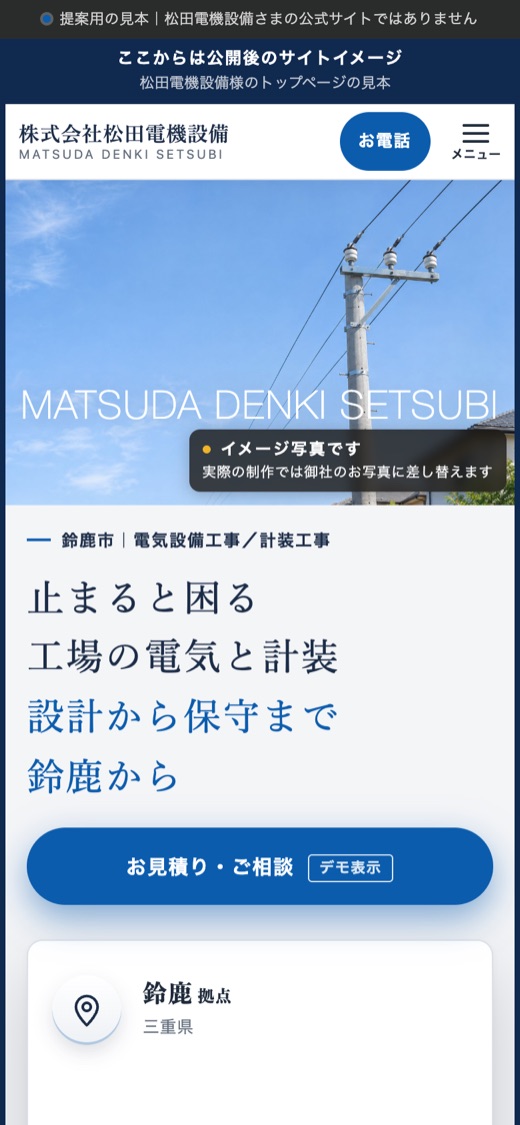 提案用の見本｜松田電機設備さまの公式サイトではありません
ここからは公開後のサイトイメージ
松田電機設備様のトップページの見本
株式会社松田電機設備
MATSUDA DENKI SETSUBI
お電話
メニュー
MATSUDA DENKI SETSUBI
イメージ写真です
実際の制作では御社のお写真に差し替えます
鈴鹿市｜電気設備工事／計装工事
止まると困る
工場の電気と計装
設計から保守まで
鈴鹿から
お見積り・ご相談 デモ表示
鈴鹿 拠点
三重県